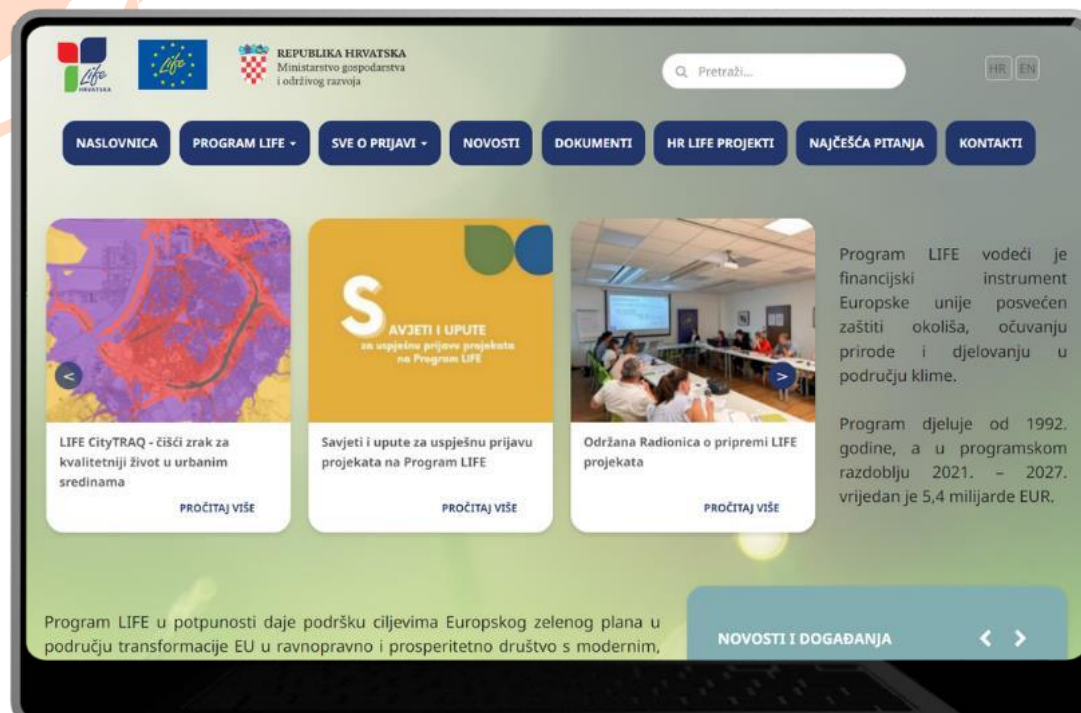 Life
HRVATSKA
Life
REPUBLIKA HRVATSKA
Ministarstvo gospodarstva
i održivog razvoja
Pretraži...
HR EN
NASLOVNICA PROGRAM LIFE SVE O PRIJAVI NOVOSTI DOKUMENTI HR LIFE PROJEKTI NAJČEŠĆA PITANJA KONTAKTI
SAVJETI I UPUTE
za uspješnu prijavu projekata
na Program LIFE
<
>
LIFE CityTRAQ - čišći zrak za
kvalitetniji život u urbanim
sredinama
PROČITAJ VIŠE
Savjeti i upute za uspješnu prijavu
projekata na Program LIFE
PROČITAJ VIŠE
Održana Radionica o pripremi LIFE
projekata
PROČITAJ VIŠE
Program LIFE vodeći je
financijski instrument
Europske unije posvećen
zaštiti okoliša, očuvanju
prirode i djelovanju u
području klime.
Program djeluje od 1992.
godine, a u programskom
razdoblju 2021. – 2027.
vrijedan je 5,4 milijarde EUR.
Program LIFE u potpunosti daje podršku ciljevima Europskog zelenog plana u
području transformacije EU u ravnopravno i prosperitetno društvo s modernim,
NOVOSTI I DOGAĐANJA